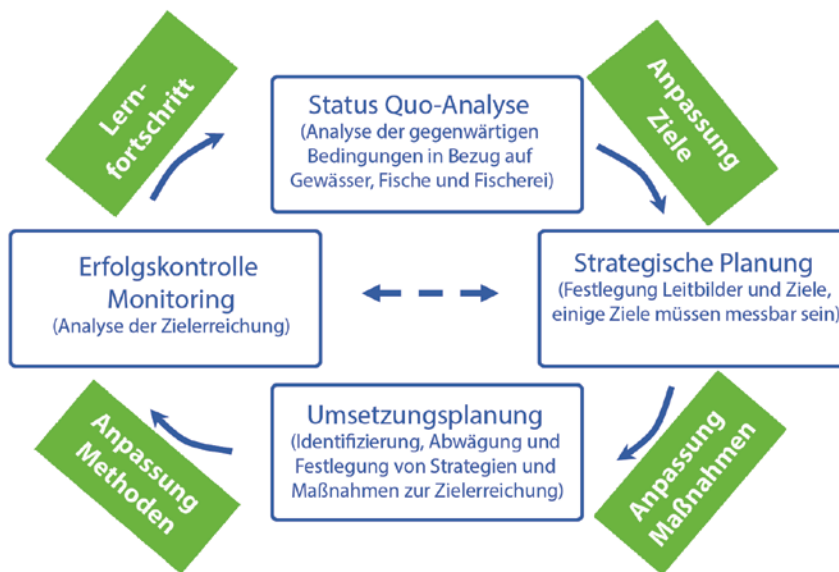 Lern-
fortschritt
Status Quo-Analyse
(Analyse der gegenwärtigen
Bedingungen in Bezug auf
Gewässer, Fische und Fischerei)
Anpassung
Ziele
Erfolgskontrolle
Monitoring
(Analyse der Zielerreichung)
Strategische Planung
(Festlegung Leitbilder und Ziele,
einige Ziele müssen messbar sein)
Anpassung
Methoden
Umsetzungsplanung
(Identifizierung, Abwägung und
Festlegung von Strategien und
Maßnahmen zur Zielerreichung)
Anpassung
Maßnahmen